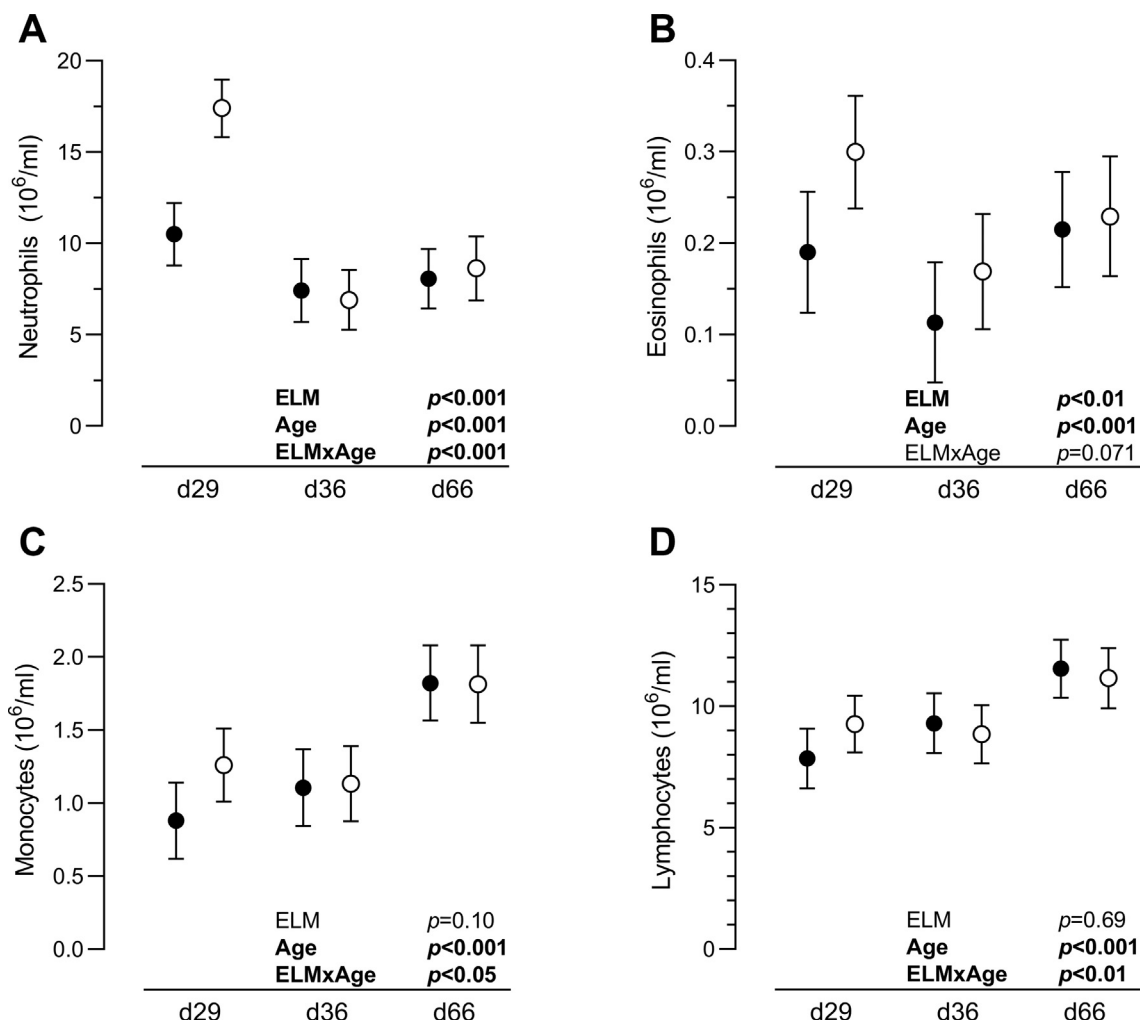 A
Neutrophils (10⁶/ml)
20
15
10
5
0
ELM p<0.001
Age p<0.001
ELMxAge p<0.001
d29 d36 d66
B
Eosinophils (10⁶/ml)
0.4
0.3
0.2
0.1
0.0
ELM p<0.01
Age p<0.001
ELMxAge p=0.071
d29 d36 d66
C
Monocytes (10⁶/ml)
2.5
2.0
1.5
1.0
0.5
0.0
ELM p=0.10
Age p<0.001
ELMxAge p<0.05
d29 d36 d66
D
Lymphocytes (10⁶/ml)
15
10
5
0
ELM p=0.69
Age p<0.001
ELMxAge p<0.01
d29 d36 d66